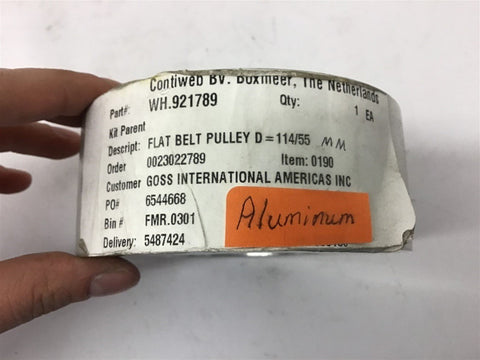 Contiweb BV. Boxmeer, The Netherlands
Part#: WH.921789 Qty: 1 EA
Kit Parent
Descript: FLAT BELT PULLEY D=114/55 MM
Order 0023022789 Item: 0190
Customer GOSS INTERNATIONAL AMERICAS INC
PO# 6544668
Bin # FMR.0301
Delivery: 5487424
Aluminum